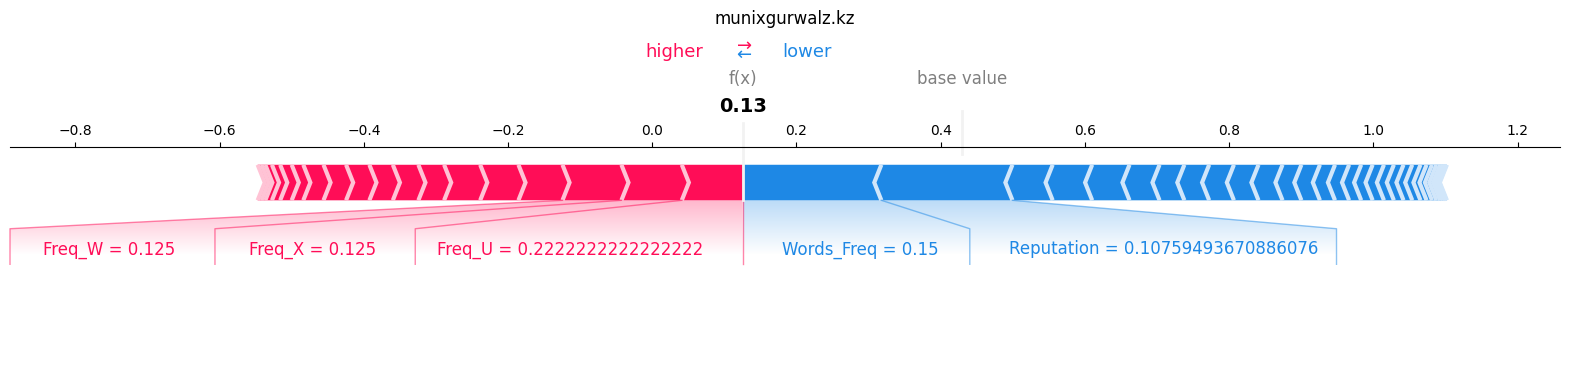 munixgurwalz.kz
higher ⇄ lower
f(x) base value
0.13
−0.8 −0.6 −0.4 −0.2 0.0 0.2 0.4 0.6 0.8 1.0 1.2
Freq_W = 0.125 Freq_X = 0.125 Freq_U = 0.2222222222222222 Words_Freq = 0.15 Reputation = 0.10759493670886076